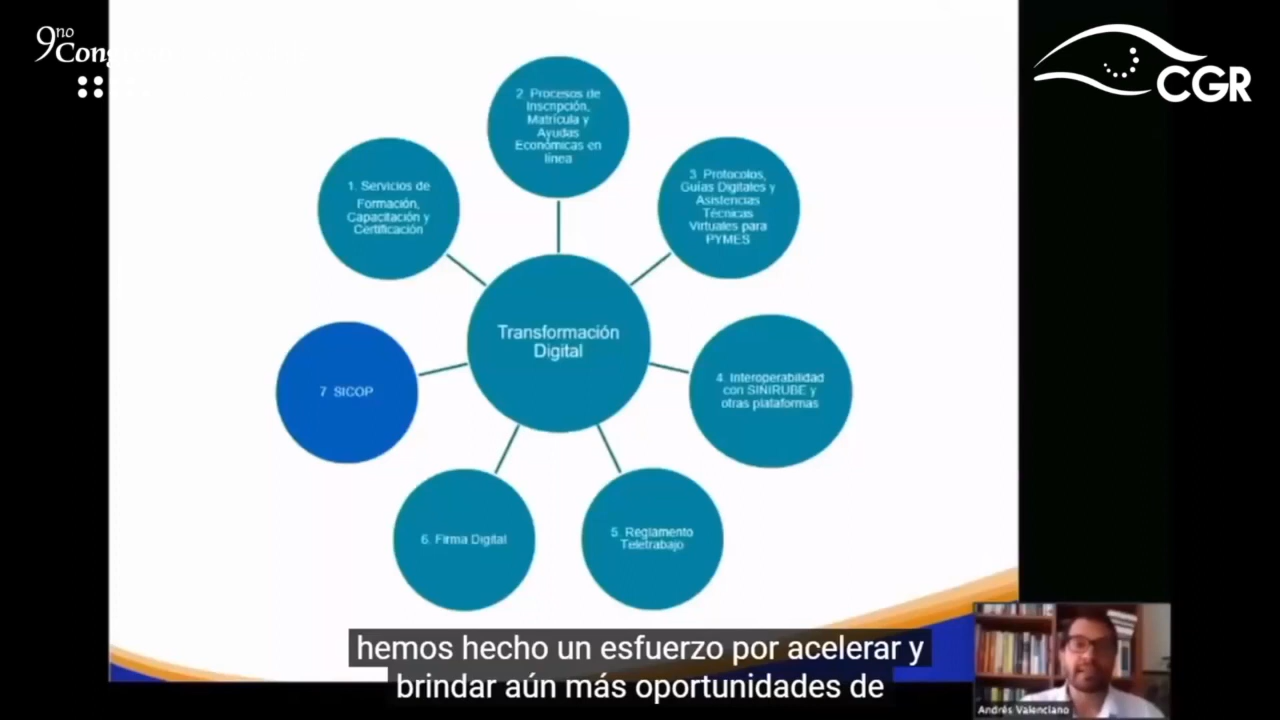 9no
Cong
CGR
2. Procesos de
Inscripción,
Matrícula y
Ayudas
Económicas en
línea
1. Servicios de
Formación,
Capacitación y
Certificación
3. Protocolos,
Guías Digitales y
Asistencias
Técnicas
Virtuales para
PYMES
Transformación
Digital
7 SICOP
4. Interoperabilidad
con SINIRUBE y
otras plataformas
6. Firma Digital
5. Reglamento
Teletrabajo
hemos hecho un esfuerzo por acelerar y
brindar aún más oportunidades de
Andrés Valenciano